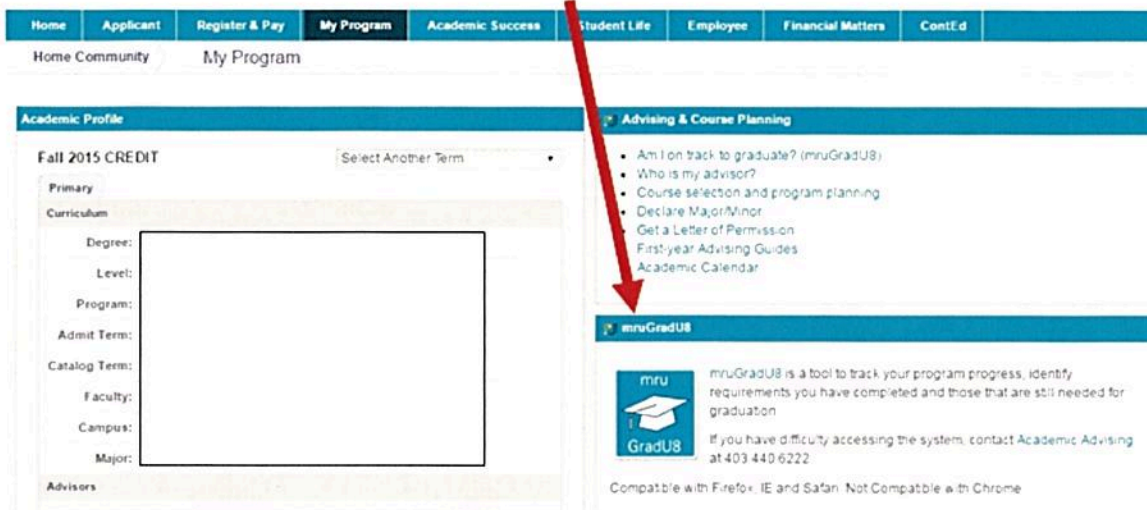 Home Applicant Register & Pay My Program Academic Success Student Life Employee Financial Matters ContEd
Home Community My Program
Academic Profile
Fall 2015 CREDIT Select Another Term
Primary
Curriculum
Degree:
Level:
Program:
Admit Term:
Catalog Term:
Faculty:
Campus:
Major:
Advisors
Advising & Course Planning
Am I on track to graduate? (mruGradU8)
Who is my advisor?
Course selection and program planning
Declare Major/Minor
Get a Letter of Permission
First-year Advising Guides
Academic Calendar
mruGradU8
mru
GradU8
mruGradU8 is a tool to track your program progress, identify
requirements you have completed and those that are still needed for
graduation
If you have difficulty accessing the system, contact Academic Advising
at 403.440.6222
Compatible with Firefox, IE and Safari. Not Compatible with Chrome